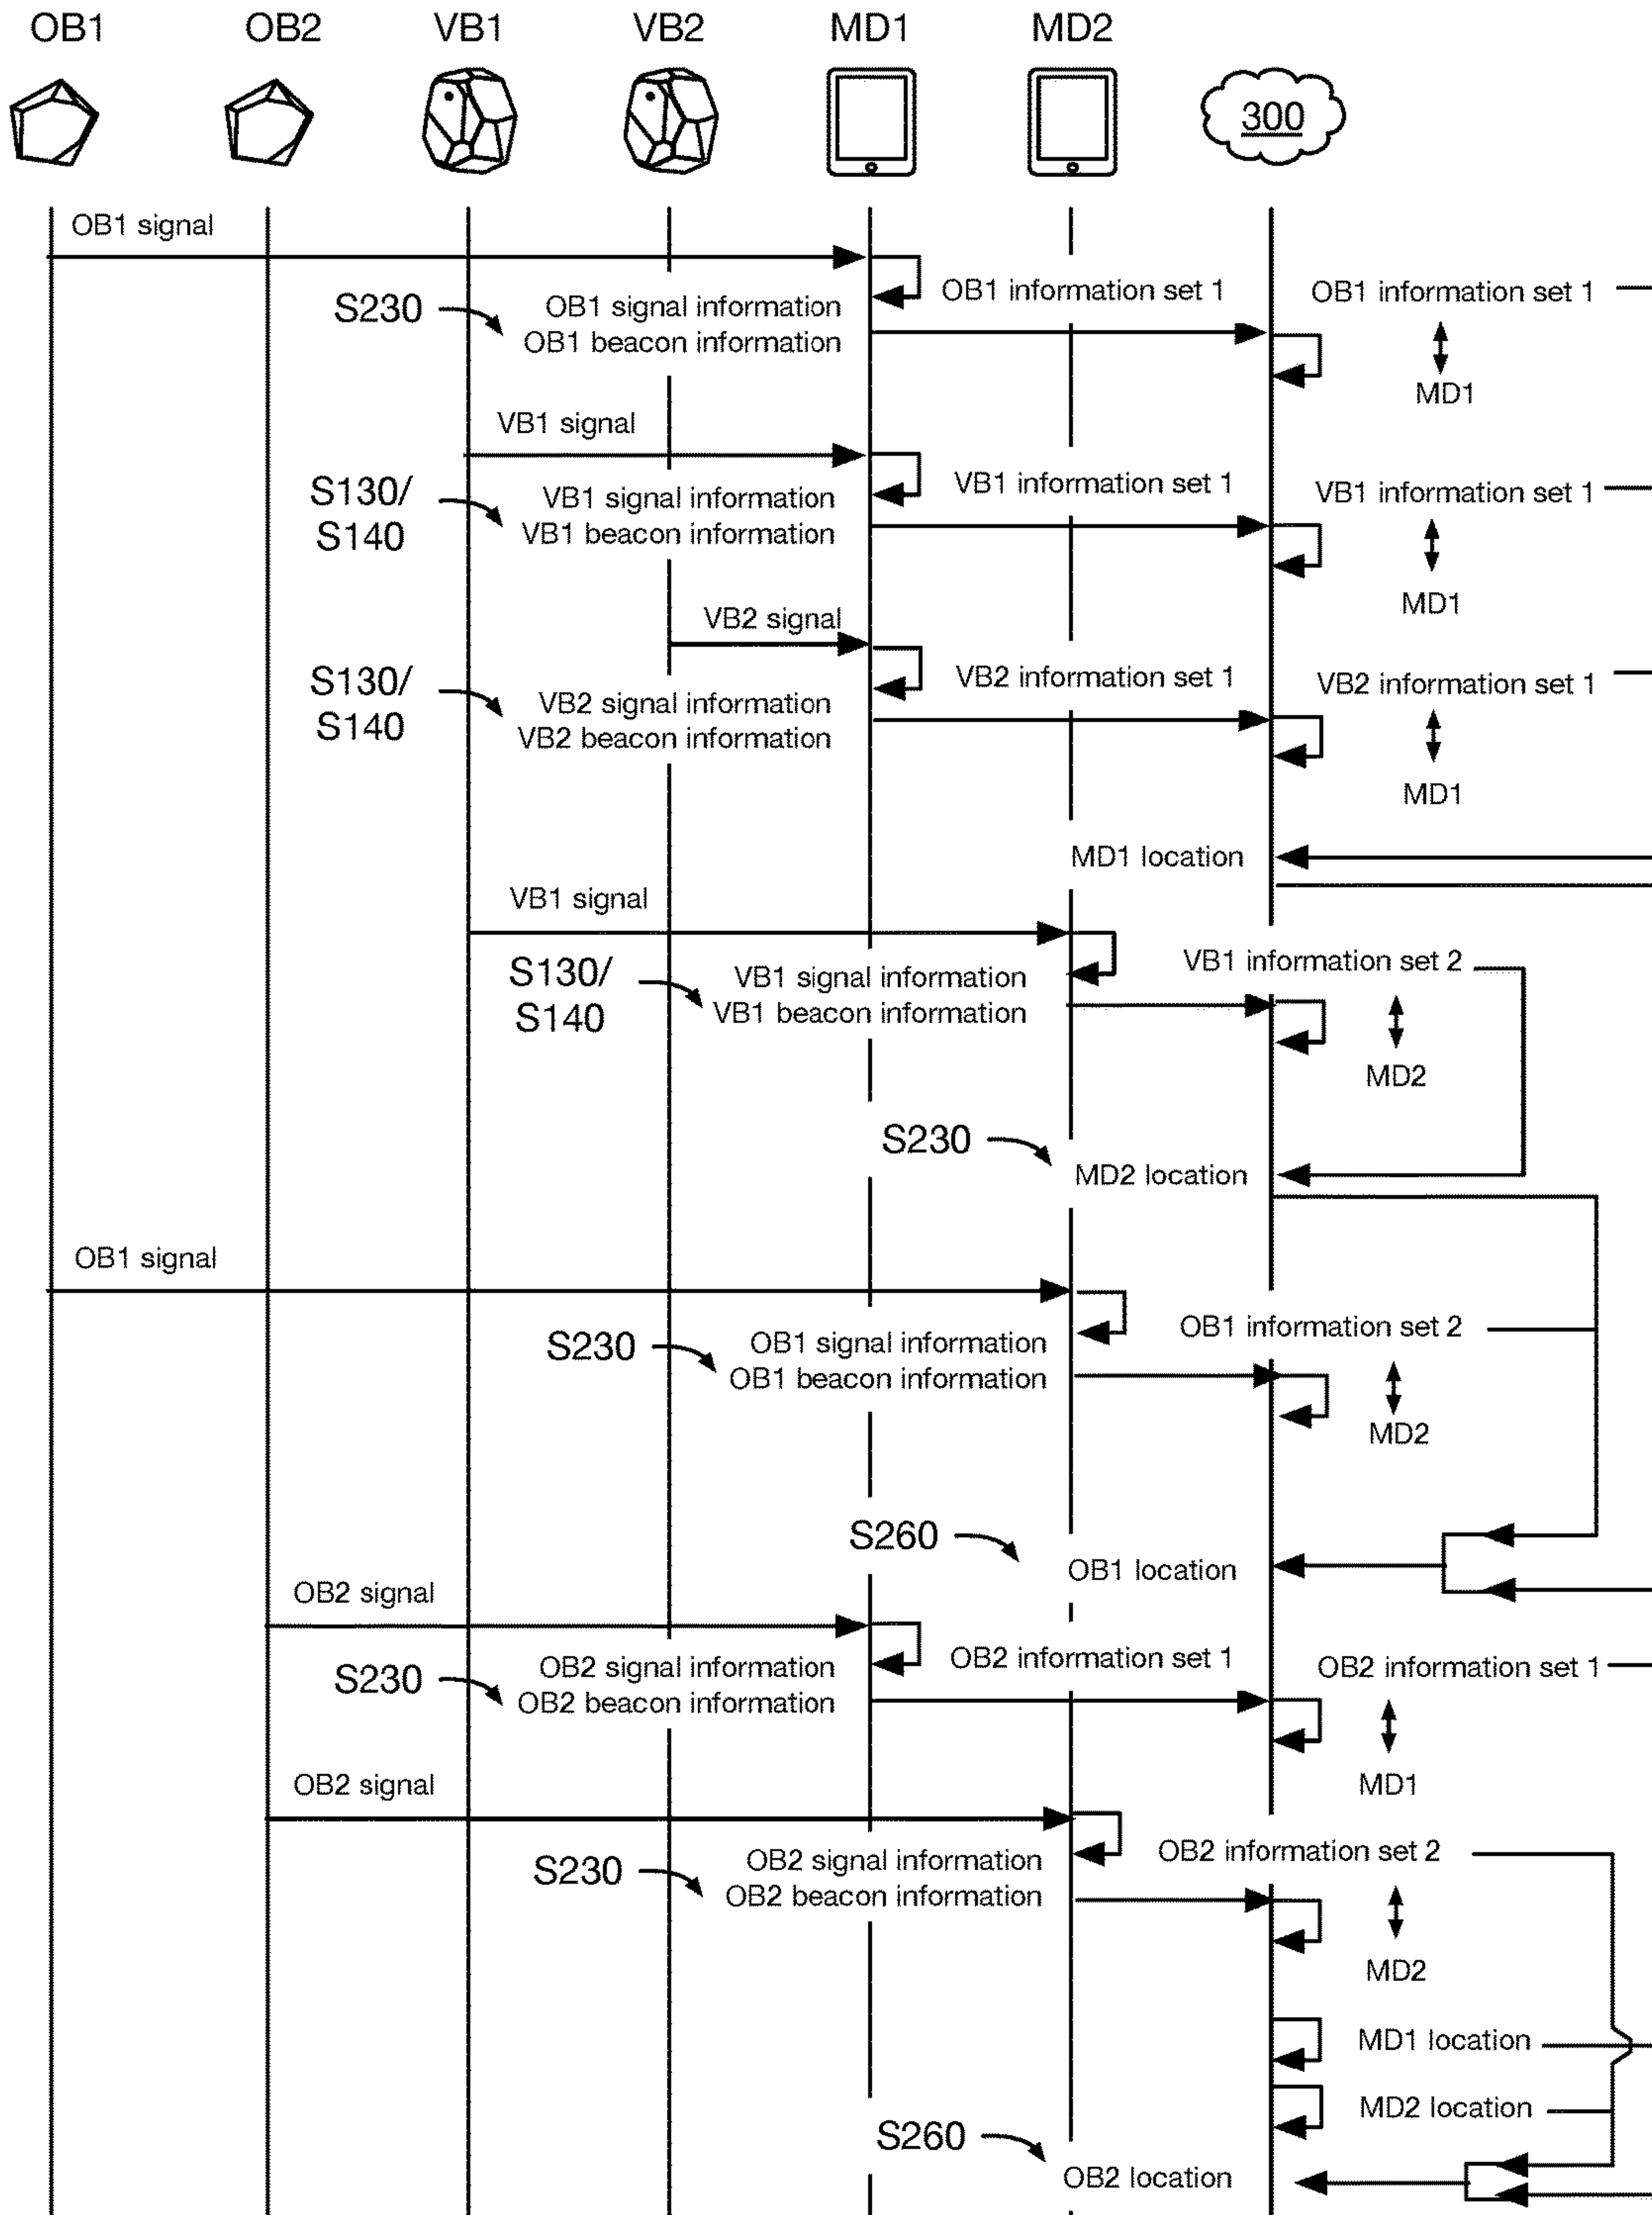 OB1 OB2 VB1 VB2 MD1 MD2
300
OB1 signal
OB1 information set 1
OB1 information set 1
S230
OB1 signal information
OB1 beacon information
MD1
VB1 signal
VB1 information set 1
VB1 information set 1
S130/
S140
VB1 signal information
VB1 beacon information
MD1
VB2 signal
VB2 information set 1
VB2 information set 1
S130/
S140
VB2 signal information
VB2 beacon information
MD1
MD1 location
VB1 signal
VB1 information set 2
S130/
S140
VB1 signal information
VB1 beacon information
MD2
S230
MD2 location
OB1 signal
OB1 information set 2
S230
OB1 signal information
OB1 beacon information
MD2
S260
OB1 location
OB2 signal
OB2 information set 1
OB2 information set 1
S230
OB2 signal information
OB2 beacon information
MD1
OB2 signal
OB2 information set 2
S230
OB2 signal information
OB2 beacon information
MD2
MD1 location
MD2 location
S260
OB2 location